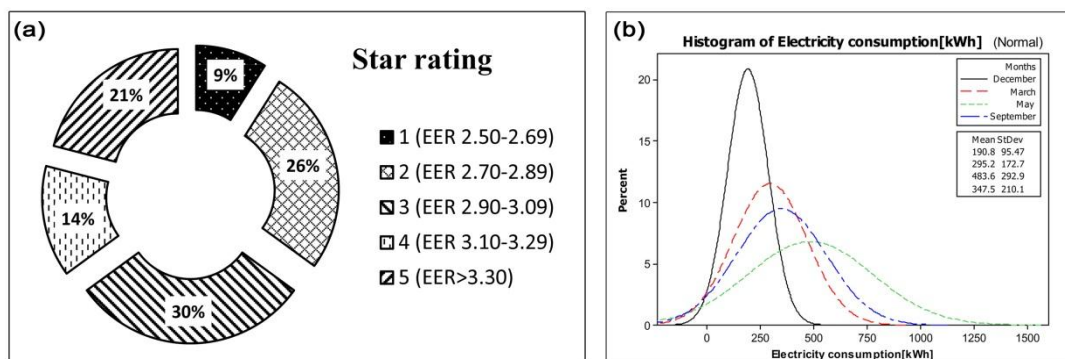 (a)
Star rating
9%
26%
30%
14%
21%
1 (EER 2.50-2.69)
2 (EER 2.70-2.89)
3 (EER 2.90-3.09)
4 (EER 3.10-3.29)
5 (EER>3.30)
(b)
Histogram of Electricity consumption[kWh] (Normal)
Percent
20
15
10
5
0
0 250 500 750 1000 1250 1500
Electricity consumption[kWh]
Months
December
March
May
September
Mean StDev
190.8 95.47
295.2 172.7
483.6 292.9
347.5 210.1